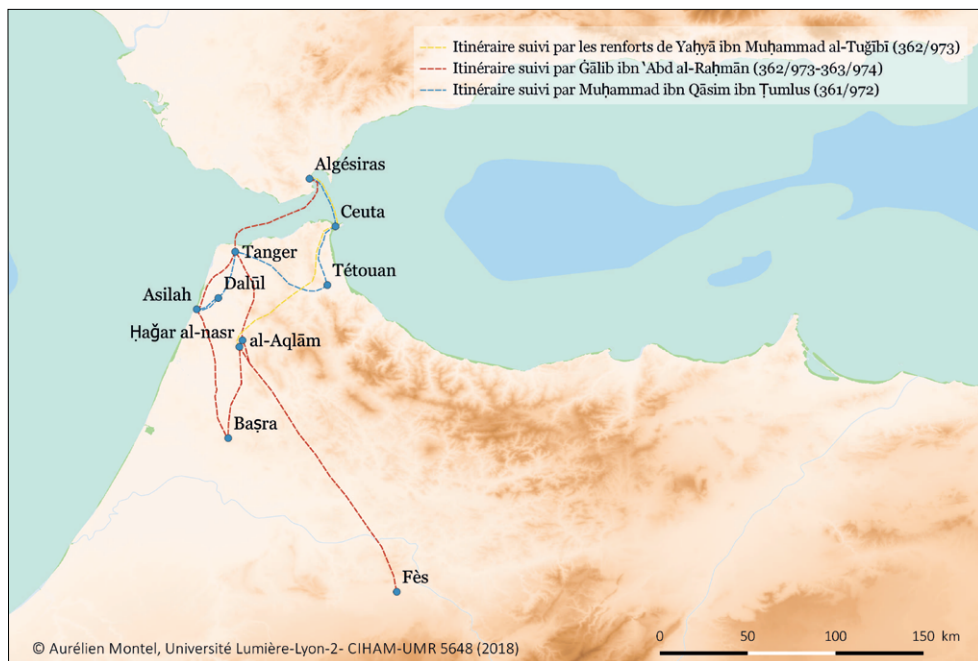 Itinéraire suivi par les renforts de Yaḥyā ibn Muḥammad al-Tuğībī (362/973)
Itinéraire suivi par Ġālib ibn ʽAbd al-Raḥmān (362/973-363/974)
Itinéraire suivi par Muḥammad ibn Qāsim ibn Ṭumlus (361/972)
Algésiras
Ceuta
Tanger
Tétouan
Dalūl
Asilah
Ḥağar al-nasr
al-Aqlām
Baṣra
Fès
0 50 100 150 km
© Aurélien Montel, Université Lumière-Lyon-2- CIHAM-UMR 5648 (2018)